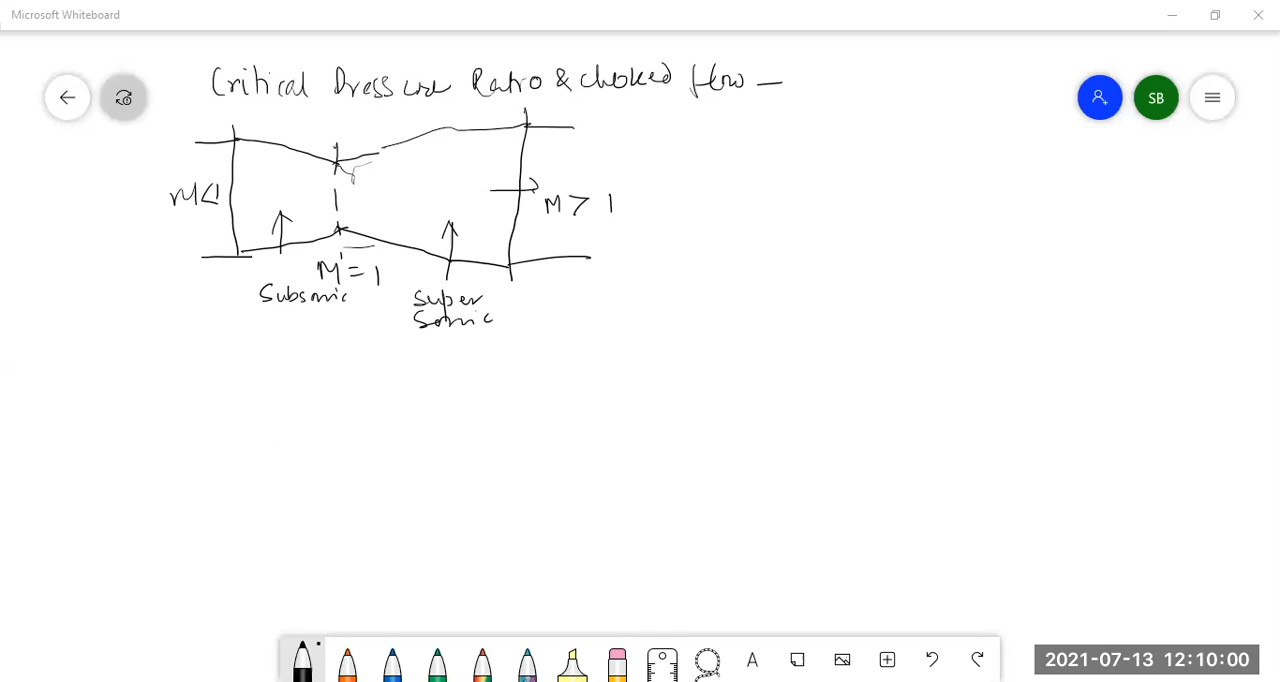 Microsoft Whiteboard
Critical Pressure Ratio & choked flow —
SB
M<1
M > 1
M = 1
Subsonic
Super
Sonic
A
2021-07-13 12:10:00